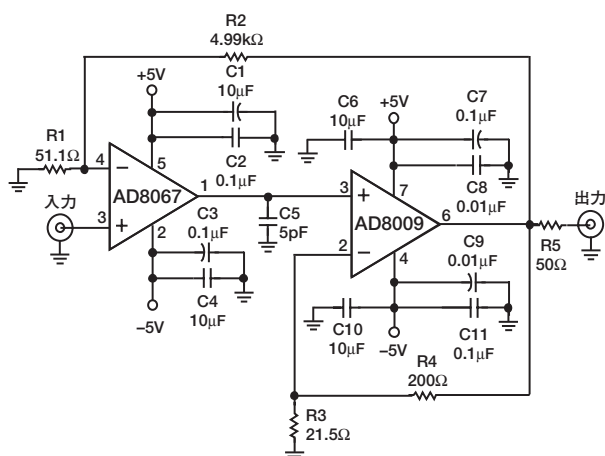 R2
4.99kΩ
+5V
C1
10μF
C2
0.1μF
R1
51.1Ω
4
5
−
AD8067
1
入力
3
+
2
C3
0.1μF
C4
10μF
−5V
C5
5pF
C6
10μF
+5V
C7
0.1μF
C8
0.01μF
3
+
7
AD8009
6
2
−
4
出力
R5
50Ω
C9
0.01μF
C10
10μF
−5V
C11
0.1μF
R4
200Ω
R3
21.5Ω